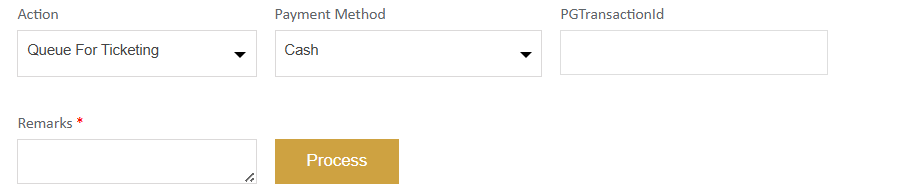 Action Payment Method PGTransactionId
Queue For Ticketing Cash
Remarks *
Process